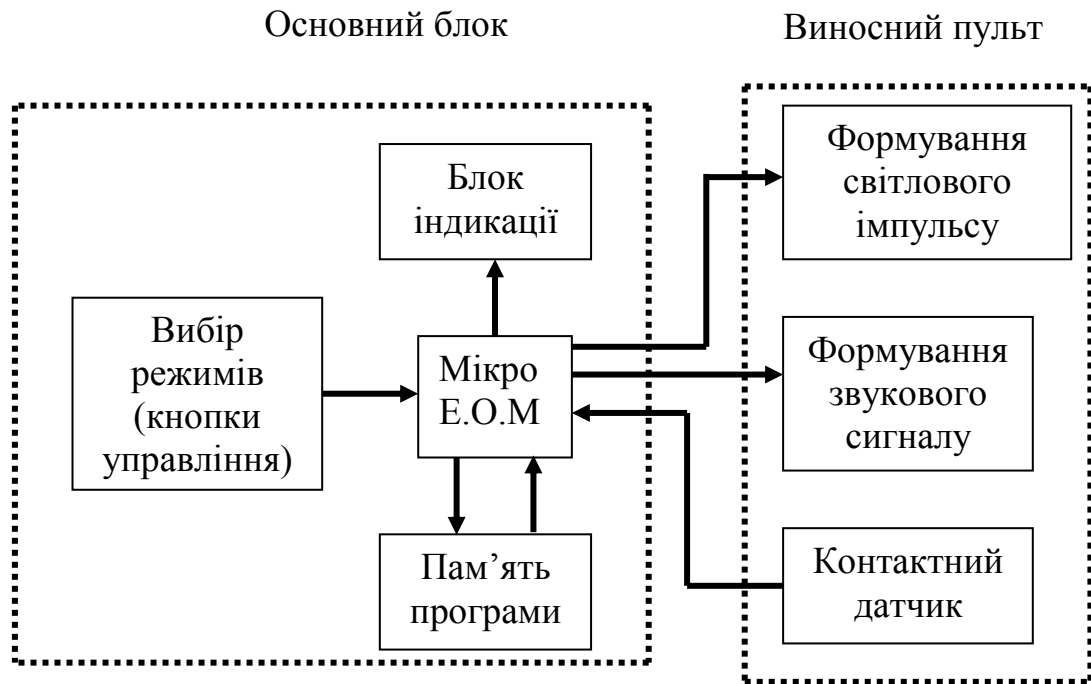 Основний блок
Виносний пульт
Блок
індикації
Вибір
режимів
(кнопки
управління)
Мікро
Е.О.М
Пам’ять
програми
Формування
світлового
імпульсу
Формування
звукового
сигналу
Контактний
датчик